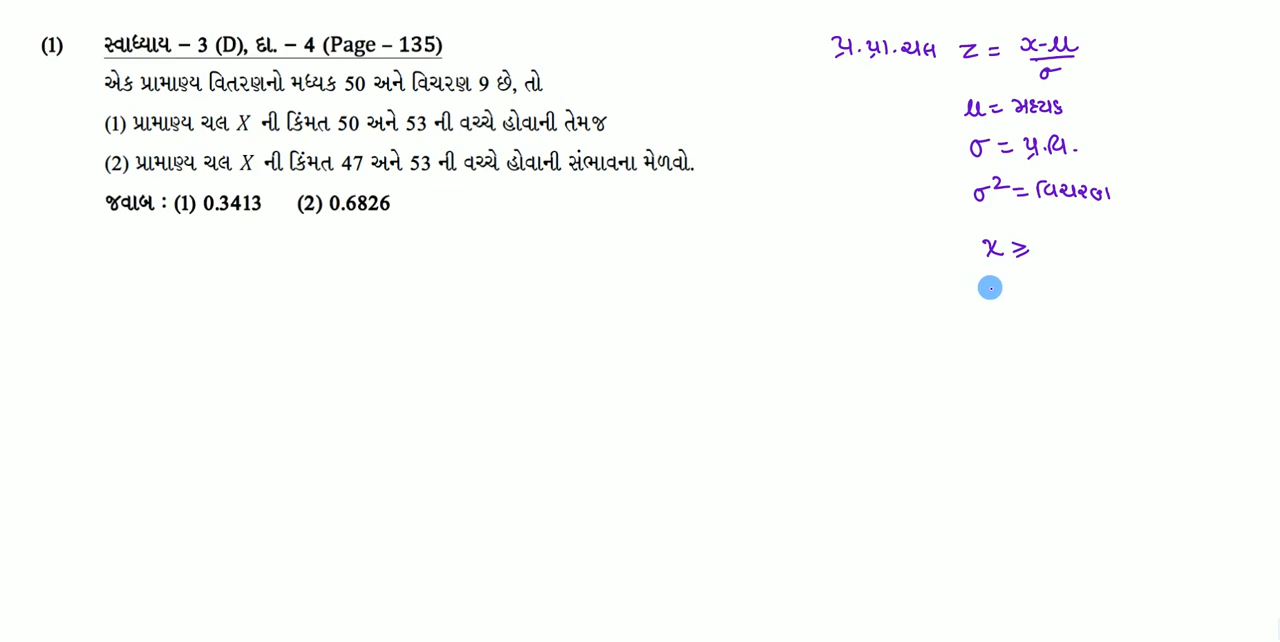 (1) સ્વાધ્યાય – 3 (D), દા. – 4 (Page – 135)
એક પ્રામાણ્ય વિતરણનો મધ્યક 50 અને વિચરણ 9 છે, તો
(1) પ્રામાણ્ય ચલ X ની કિંમત 50 અને 53 ની વચ્ચે હોવાની તેમજ
(2) પ્રામાણ્ય ચલ X ની કિંમત 47 અને 53 ની વચ્ચે હોવાની સંભાવના મેળવો.
જવાબ : (1) 0.3413 (2) 0.6826
પ્ર.પ્રા.ચલ z = x-μ/σ
μ = મધ્યક
σ = પ્ર.વિ.
σ² = વિચરણ
x ≥